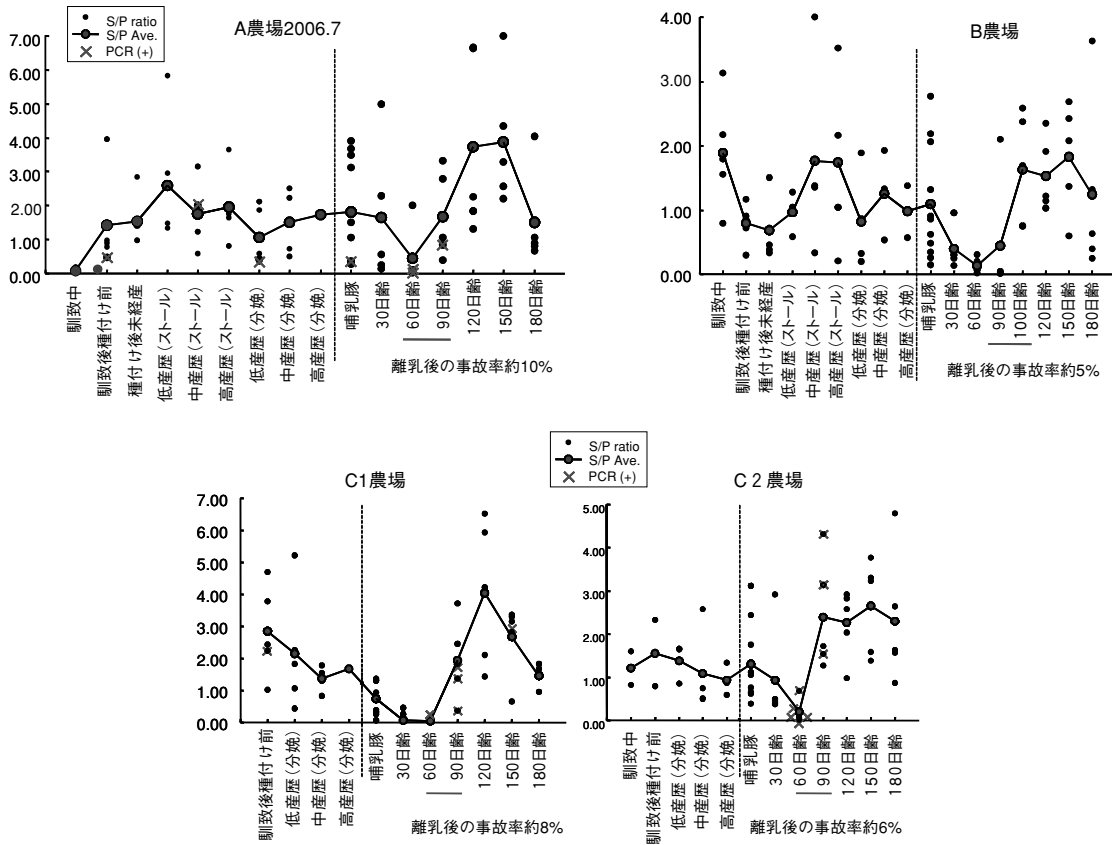 S/P ratio
S/P Ave.
PCR (+)
A農場2006.7
7.00
6.00
5.00
4.00
3.00
2.00
1.00
0.00
馴致中
馴致後種付け前
種付け後未経産
低産歴(ストール)
中産歴(ストール)
高産歴(ストール)
低産歴(分娩)
中産歴(分娩)
高産歴(分娩)
哺乳豚
30日齢
60日齢
90日齢
120日齢
150日齢
180日齢
離乳後の事故率約10%
B農場
4.00
3.00
2.00
1.00
0.00
馴致中
馴致後種付け前
種付け後未経産
低産歴(ストール)
中産歴(ストール)
高産歴(ストール)
低産歴(分娩)
中産歴(分娩)
高産歴(分娩)
哺乳豚
30日齢
60日齢
90日齢
100日齢
120日齢
150日齢
180日齢
離乳後の事故率約5%
S/P ratio
S/P Ave.
PCR (+)
C1農場
7.00
6.00
5.00
4.00
3.00
2.00
1.00
0.00
馴致後種付け前
低産歴(分娩)
中産歴(分娩)
高産歴(分娩)
哺乳豚
30日齢
60日齢
90日齢
120日齢
150日齢
180日齢
離乳後の事故率約8%
C2農場
5.00
4.00
3.00
2.00
1.00
0.00
馴致中
馴致後種付け前
低産歴(分娩)
中産歴(分娩)
高産歴(分娩)
哺乳豚
30日齢
60日齢
90日齢
120日齢
150日齢
180日齢
離乳後の事故率約6%